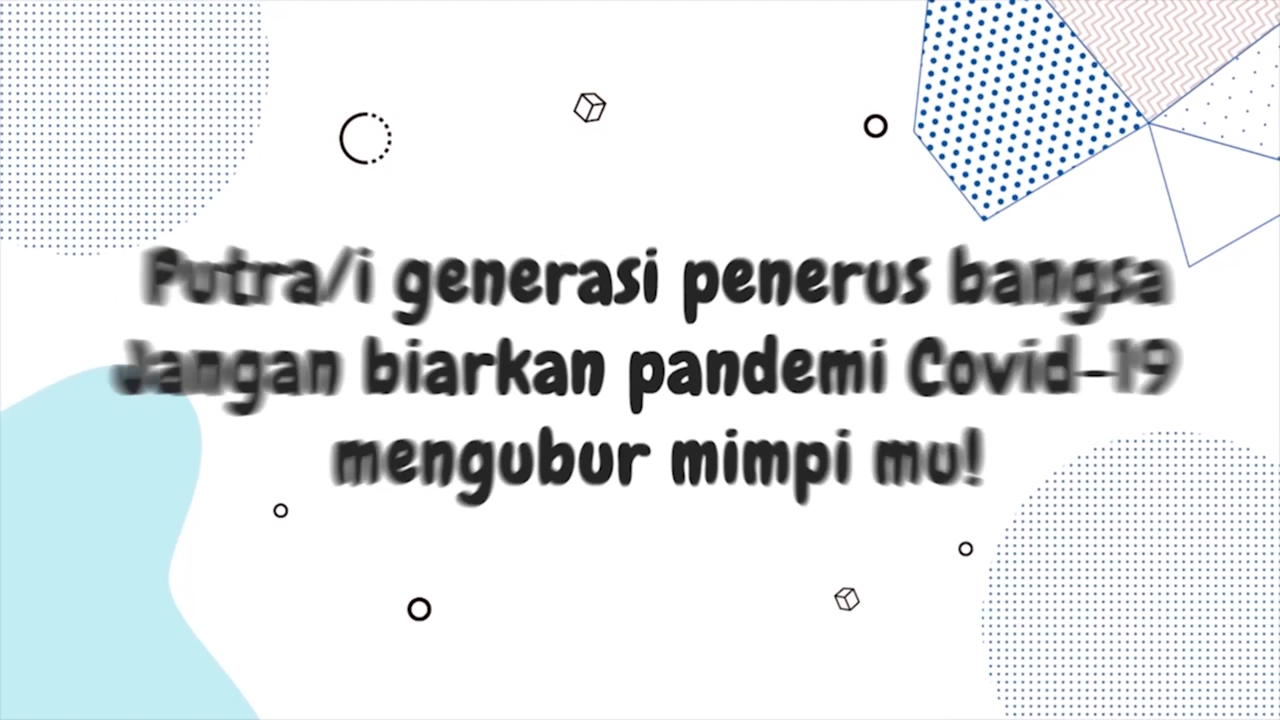 Putra/i generasi penerus bangsa
Jangan biarkan pandemi Covid-19
mengubur mimpi mu!